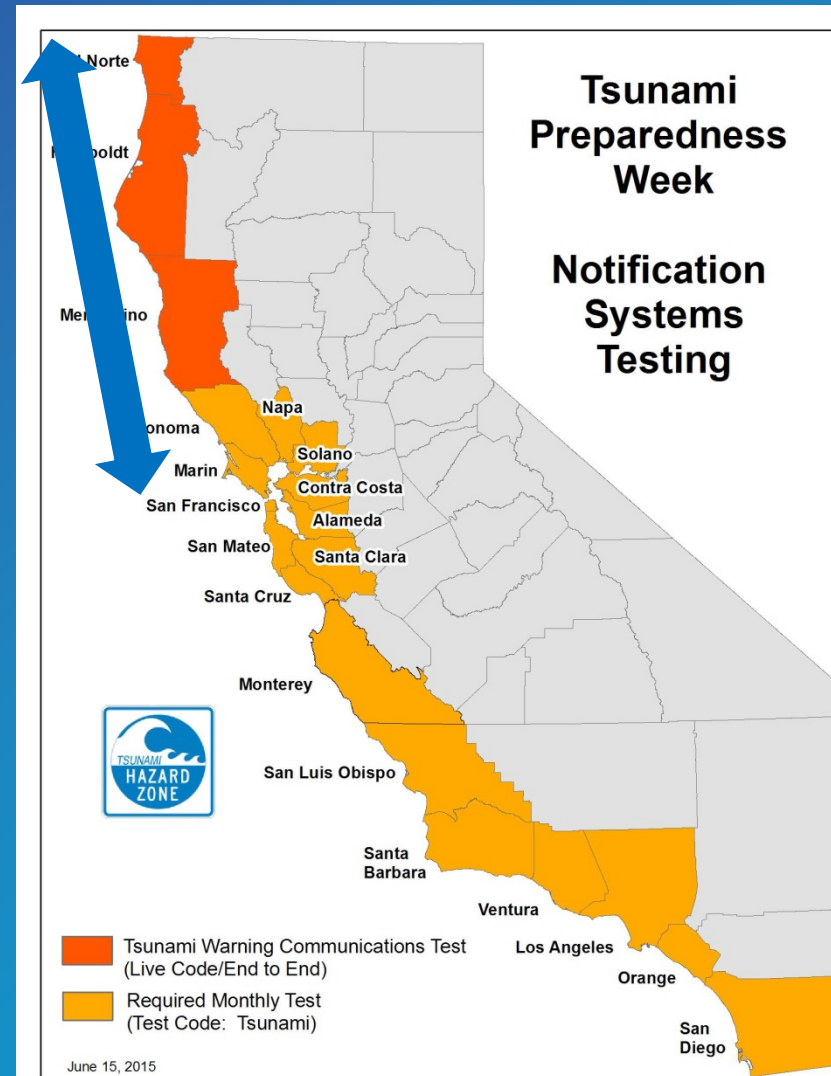 Tsunami
Preparedness
Week
Notification
Systems
Testing
Norte
Napa
Solano
Marin
Contra Costa
San Francisco
Alameda
San Mateo
Santa Clara
Santa Cruz
Monterey
TSUNAMI
HAZARD
ZONE
San Luis Obispo
Santa
Barbara
Ventura
Los Angeles
Orange
San
Diego
Tsunami Warning Communications Test
(Live Code/End to End)
Required Monthly Test
(Test Code: Tsunami)
June 15, 2015